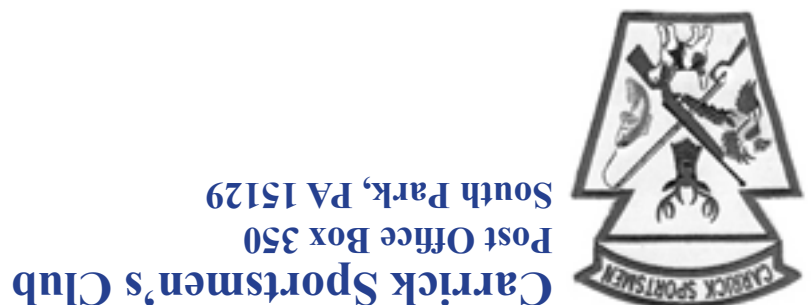 CARRICK SPORTSMEN
Carrick Sportsmen’s Club
Post Office Box 350
South Park, PA 15129